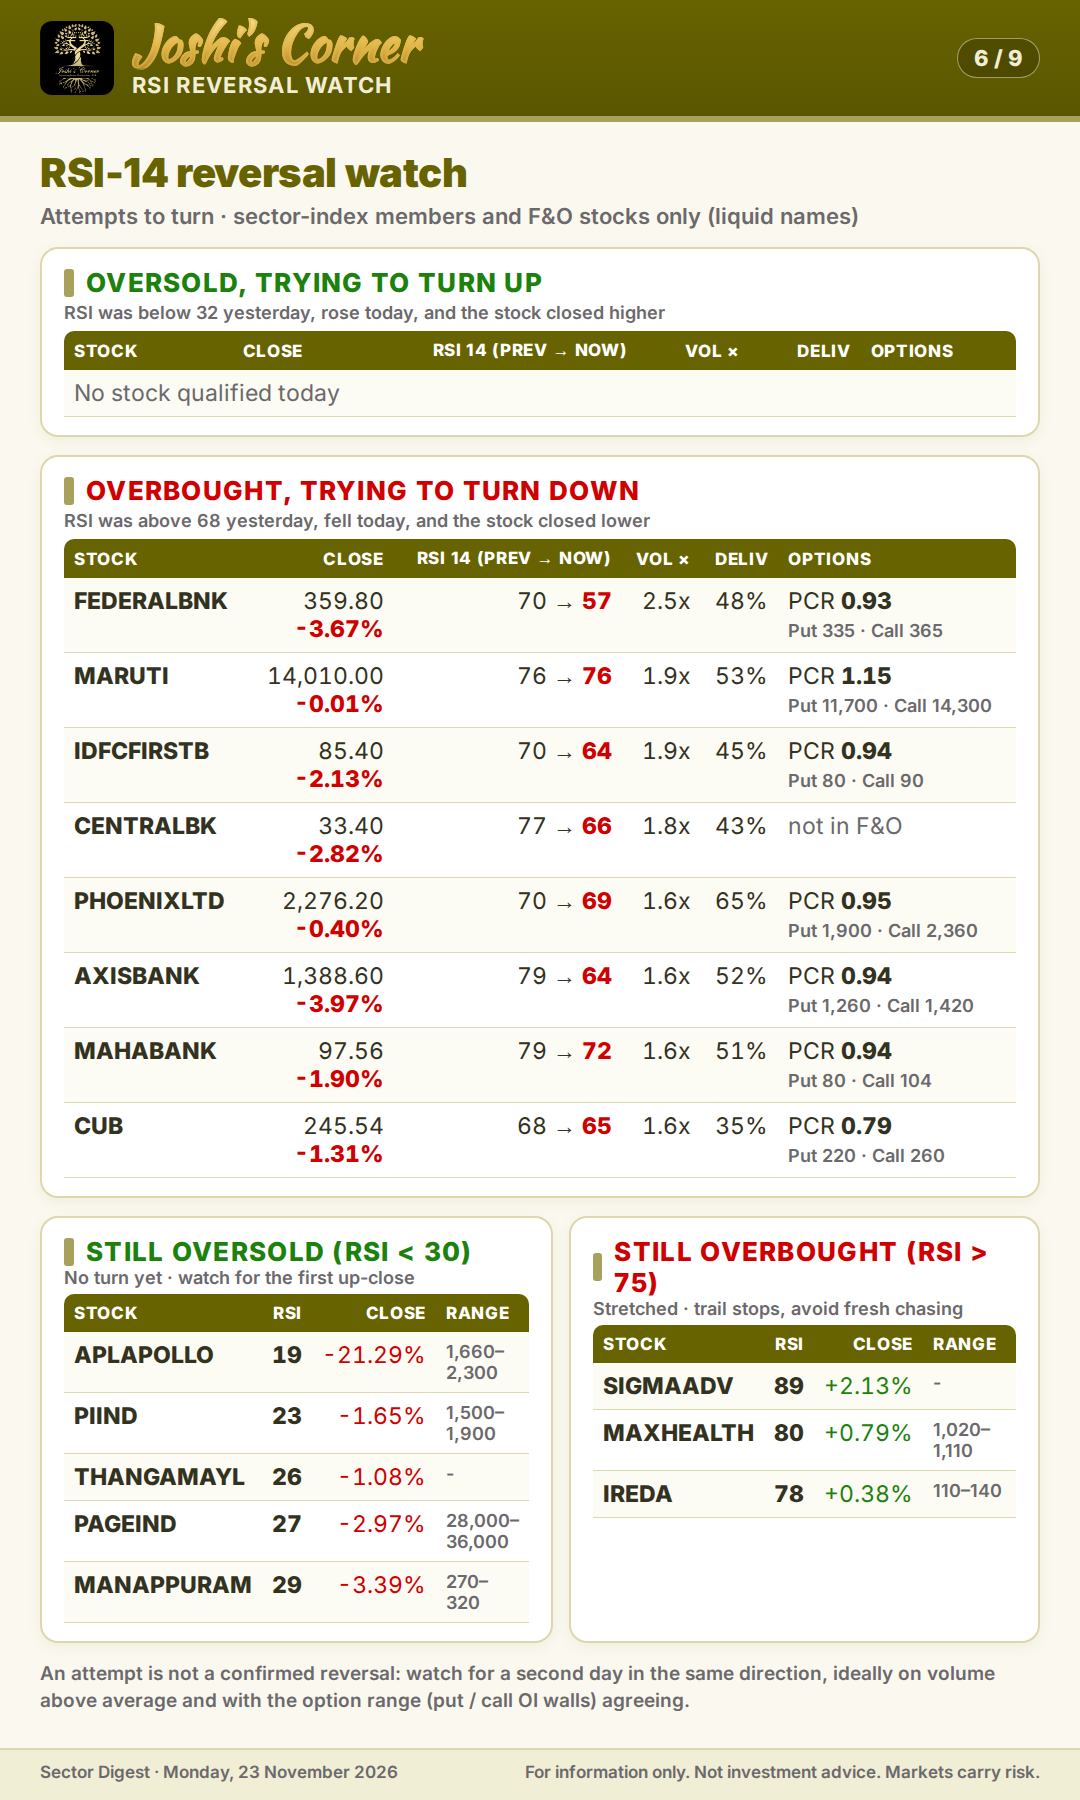 Joshi's Corner
Joshi's Corner
RSI REVERSAL WATCH
6 / 9
RSI-14 reversal watch
Attempts to turn · sector-index members and F&O stocks only (liquid names)
OVERSOLD, TRYING TO TURN UP
RSI was below 32 yesterday, rose today, and the stock closed higher
STOCK CLOSE RSI 14 (PREV → NOW) VOL × DELIV OPTIONS
No stock qualified today
OVERBOUGHT, TRYING TO TURN DOWN
RSI was above 68 yesterday, fell today, and the stock closed lower
STOCK CLOSE RSI 14 (PREV → NOW) VOL × DELIV OPTIONS
FEDERALBNK 359.80 70 → 57 2.5x 48% PCR 0.93
-3.67% Put 335 · Call 365
MARUTI 14,010.00 76 → 76 1.9x 53% PCR 1.15
-0.01% Put 11,700 · Call 14,300
IDFCFIRSTB 85.40 70 → 64 1.9x 45% PCR 0.94
-2.13% Put 80 · Call 90
CENTRALBK 33.40 77 → 66 1.8x 43% not in F&O
-2.82%
PHOENIXLTD 2,276.20 70 → 69 1.6x 65% PCR 0.95
-0.40% Put 1,900 · Call 2,360
AXISBANK 1,388.60 79 → 64 1.6x 52% PCR 0.94
-3.97% Put 1,260 · Call 1,420
MAHABANK 97.56 79 → 72 1.6x 51% PCR 0.94
-1.90% Put 80 · Call 104
CUB 245.54 68 → 65 1.6x 35% PCR 0.79
-1.31% Put 220 · Call 260
STILL OVERSOLD (RSI < 30)
No turn yet · watch for the first up-close
STOCK RSI CLOSE RANGE
APLAPOLLO 19 -21.29% 1,660–
2,300
PIIND 23 -1.65% 1,500–
1,900
THANGAMAYL 26 -1.08% -
PAGEIND 27 -2.97% 28,000–
36,000
MANAPPURAM 29 -3.39% 270–
320
STILL OVERBOUGHT (RSI >
75)
Stretched · trail stops, avoid fresh chasing
STOCK RSI CLOSE RANGE
SIGMAADV 89 +2.13% -
MAXHEALTH 80 +0.79% 1,020–
1,110
IREDA 78 +0.38% 110–140
An attempt is not a confirmed reversal: watch for a second day in the same direction, ideally on volume
above average and with the option range (put / call OI walls) agreeing.
Sector Digest · Monday, 23 November 2026
For information only. Not investment advice. Markets carry risk.